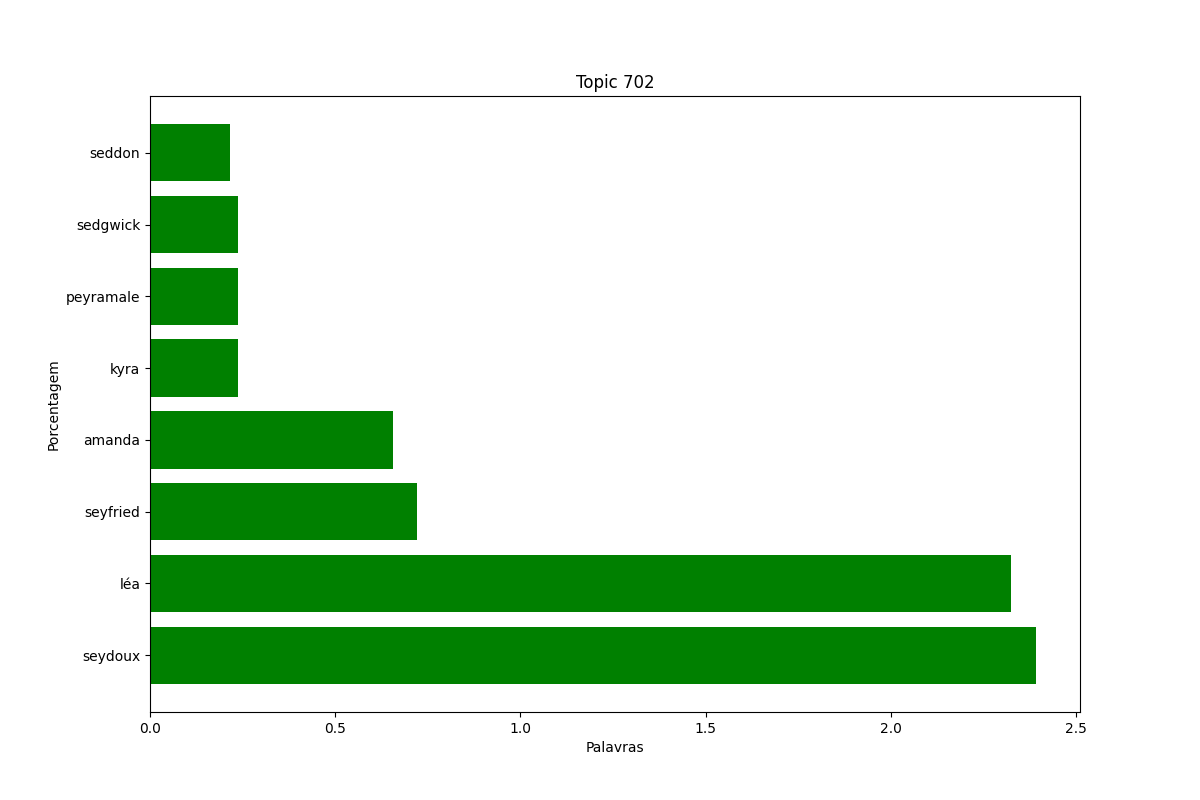 Topic 702
Porcentagem
seddon
sedgwick
peyramale
kyra
amanda
seyfried
léa
seydoux
0.0 0.5 1.0 1.5 2.0 2.5
Palavras